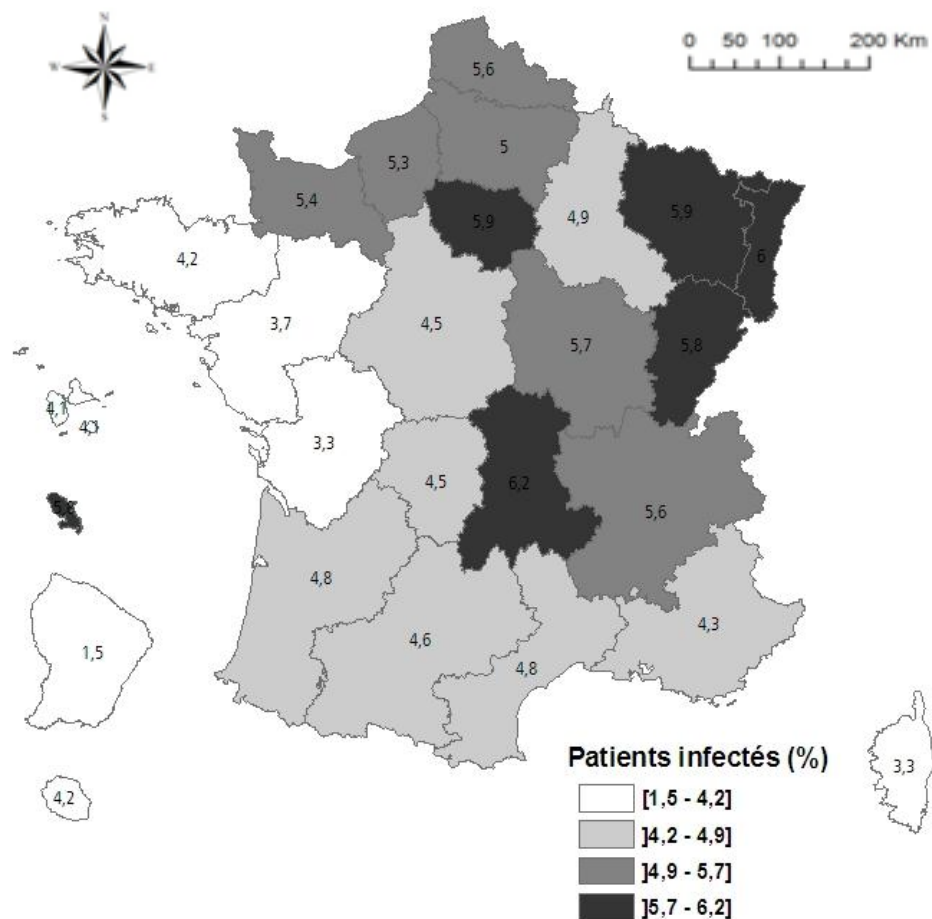 N
W E
S
0 50 100 200 Km
5,6
5,3
5
5,4
5,9
4,9
5,9
6
4,2
3,7
4,5
5,7
5,8
4,1
3,3
4,5
6,2
5,6
4,8
4,6
4,8
4,3
1,5
4,2
3,3
Patients infectés (%)
]1,5 - 4,2]
]4,2 - 4,9]
]4,9 - 5,7]
]5,7 - 6,2]